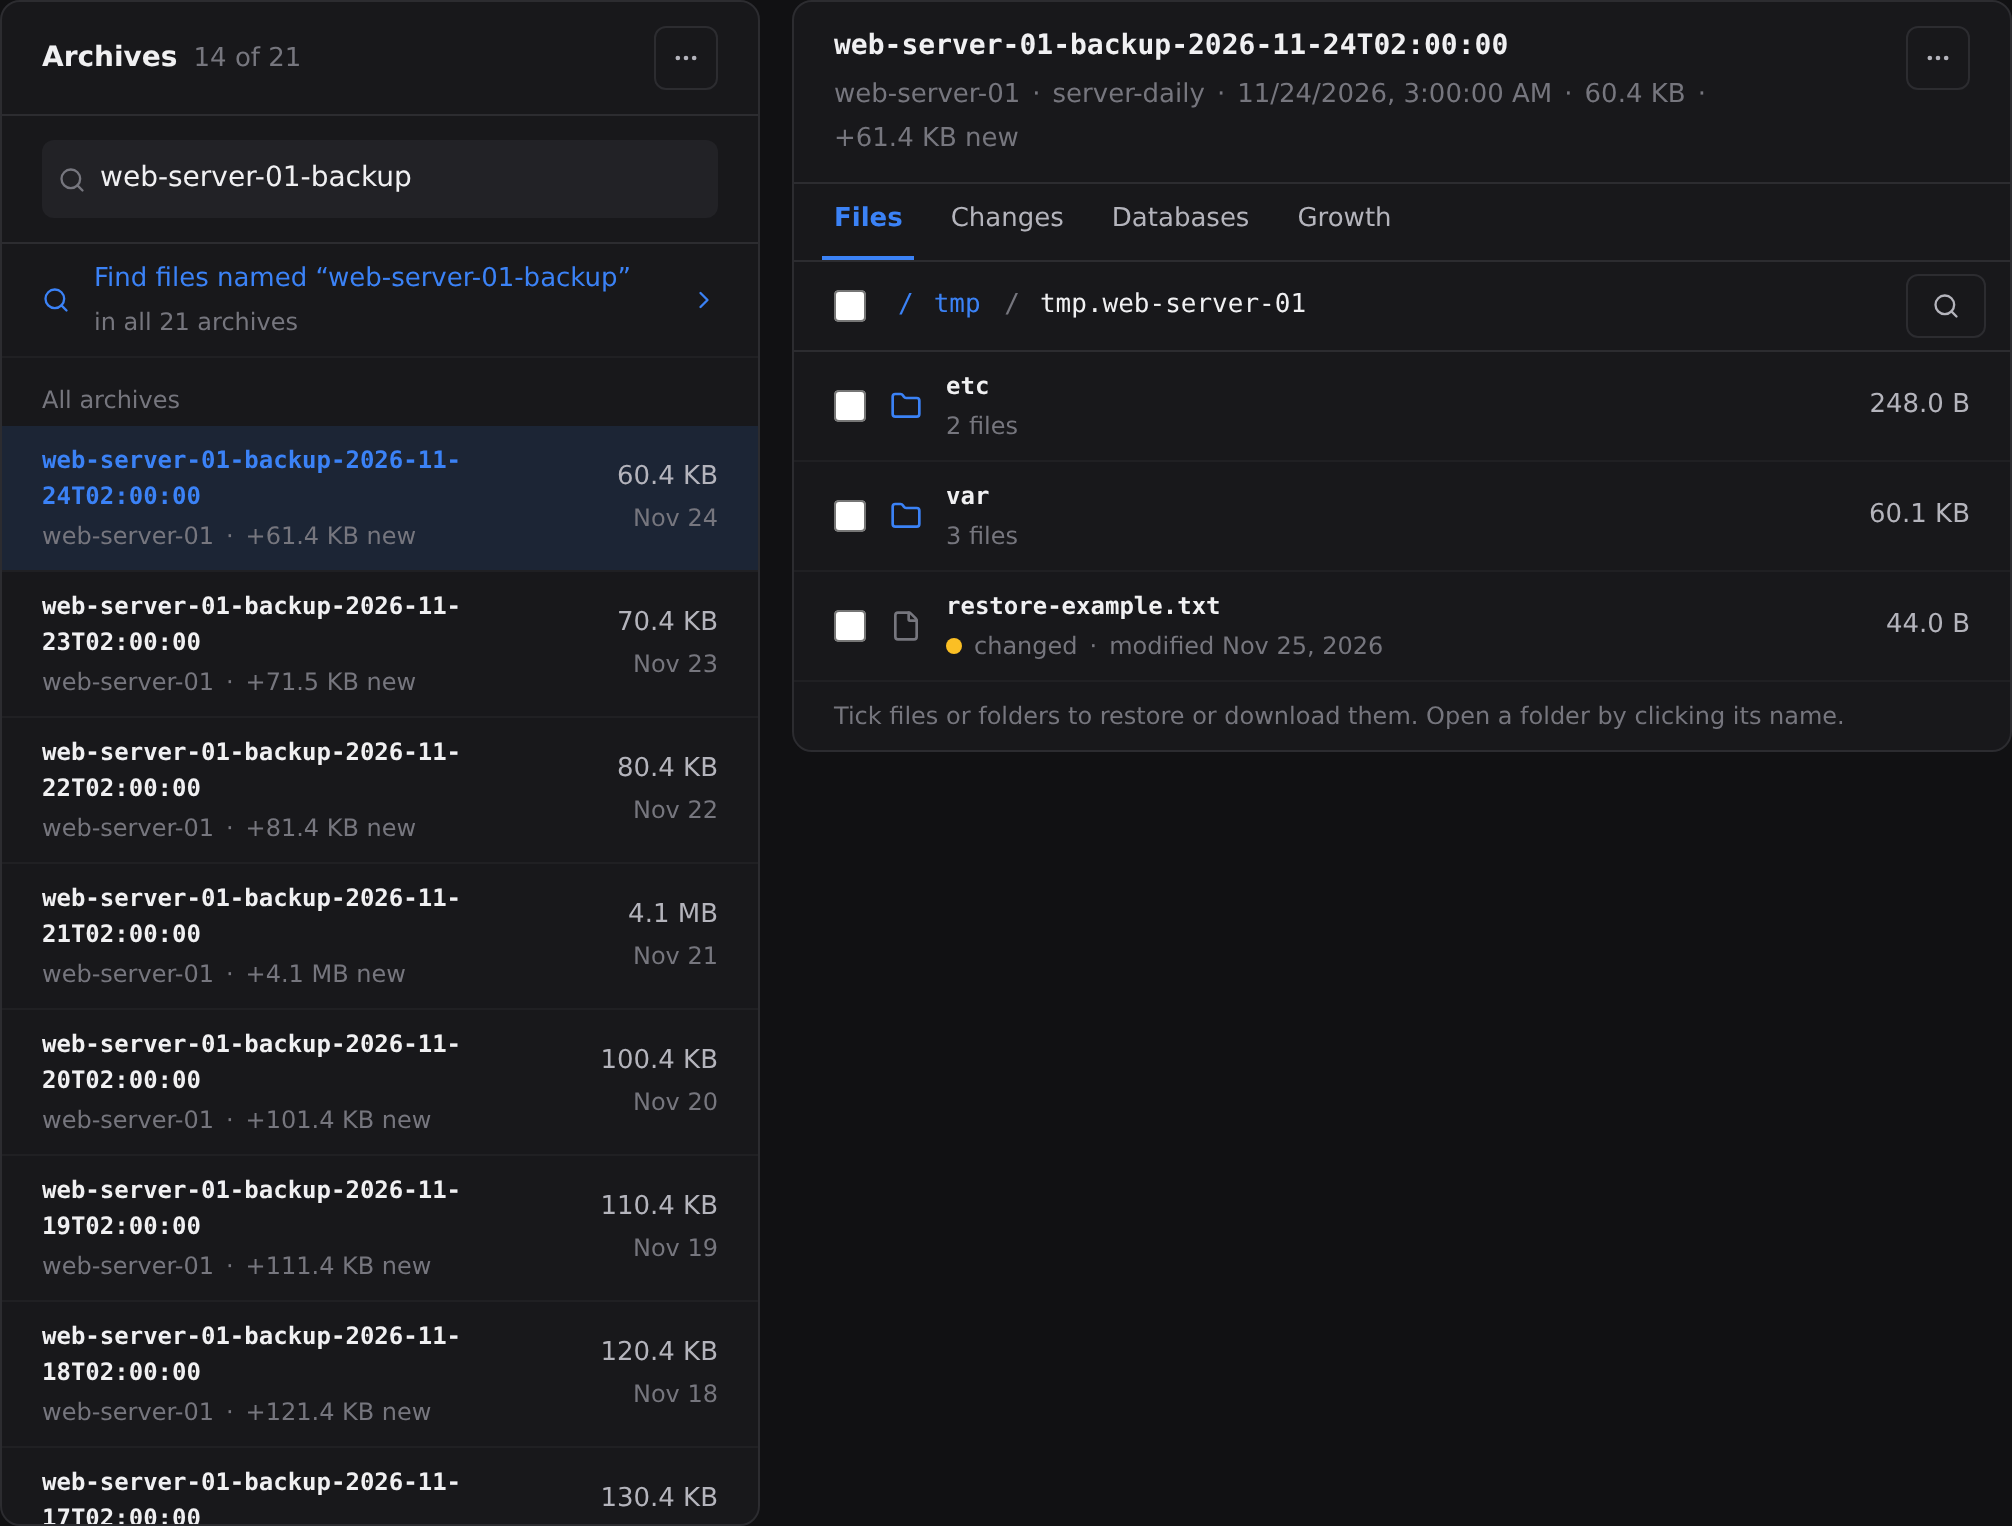 Archives 14 of 21
web-server-01-backup
Find files named “web-server-01-backup”
in all 21 archives
All archives
web-server-01-backup-2026-11-
24T02:00:00
web-server-01 · +61.4 KB new
60.4 KB
Nov 24
web-server-01-backup-2026-11-
23T02:00:00
web-server-01 · +71.5 KB new
70.4 KB
Nov 23
web-server-01-backup-2026-11-
22T02:00:00
web-server-01 · +81.4 KB new
80.4 KB
Nov 22
web-server-01-backup-2026-11-
21T02:00:00
web-server-01 · +4.1 MB new
4.1 MB
Nov 21
web-server-01-backup-2026-11-
20T02:00:00
web-server-01 · +101.4 KB new
100.4 KB
Nov 20
web-server-01-backup-2026-11-
19T02:00:00
web-server-01 · +111.4 KB new
110.4 KB
Nov 19
web-server-01-backup-2026-11-
18T02:00:00
web-server-01 · +121.4 KB new
120.4 KB
Nov 18
web-server-01-backup-2026-11-
17T02:00:00
130.4 KB
web-server-01-backup-2026-11-24T02:00:00
web-server-01 · server-daily · 11/24/2026, 3:00:00 AM · 60.4 KB ·
+61.4 KB new
Files Changes Databases Growth
/ tmp / tmp.web-server-01
etc
2 files
248.0 B
var
3 files
60.1 KB
restore-example.txt
changed · modified Nov 25, 2026
44.0 B
Tick files or folders to restore or download them. Open a folder by clicking its name.